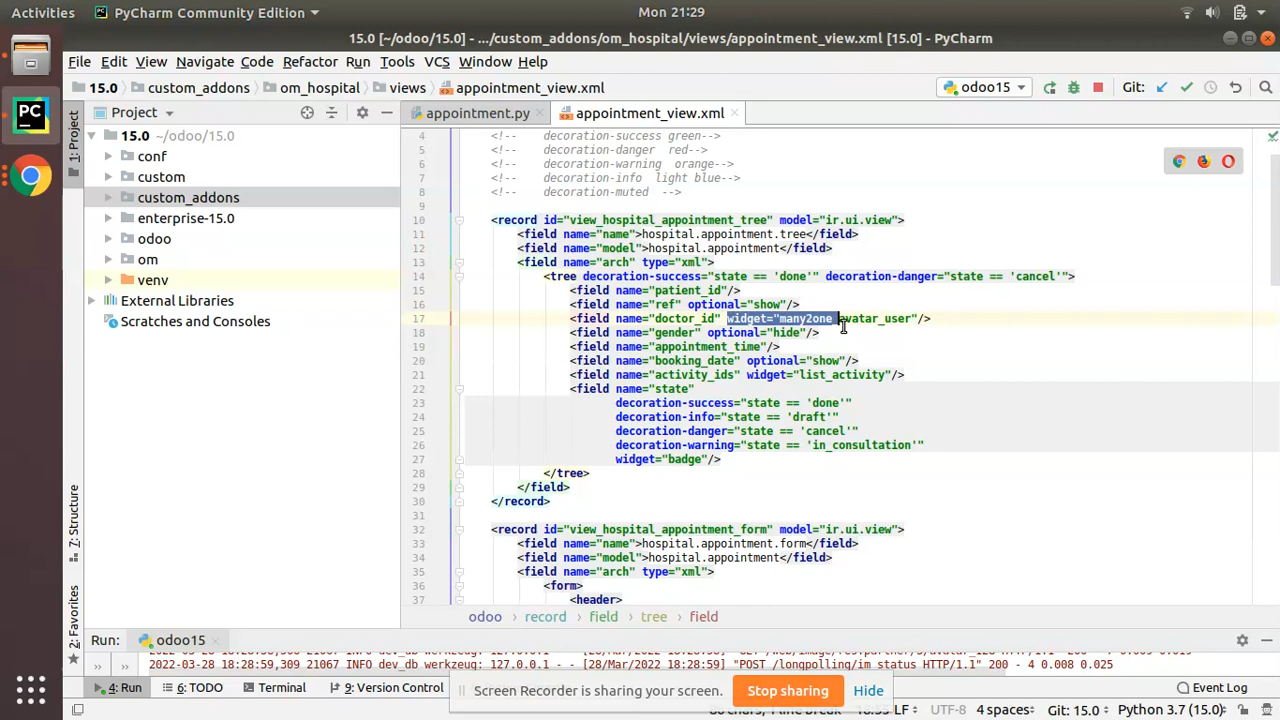 Activities PyCharm Community Edition Mon 21:29
15.0 [~/odoo/15.0] - .../custom_addons/om_hospital/views/appointment_view.xml [15.0] - PyCharm
File Edit View Navigate Code Refactor Run Tools VCS Window Help
15.0 custom_addons om_hospital views appointment_view.xml odoo15 Git:
Project appointment.py appointment_view.xml
1: Project
15.0 ~/odoo/15.0
conf
custom
custom_addons
enterprise-15.0
odoo
om
venv
External Libraries
Scratches and Consoles
7: Structure
2: Favorites
4 <!-- decoration-success green-->
5 <!-- decoration-danger red-->
6 <!-- decoration-warning orange-->
7 <!-- decoration-info light blue-->
8 <!-- decoration-muted -->
9
10 <record id="view_hospital_appointment_tree" model="ir.ui.view">
11 <field name="name">hospital.appointment.tree</field>
12 <field name="model">hospital.appointment</field>
13 <field name="arch" type="xml">
14 <tree decoration-success="state == 'done'" decoration-danger="state == 'cancel'">
15 <field name="patient_id"/>
16 <field name="ref" optional="show"/>
17 <field name="doctor_id" widget="many2one_avatar_user"/>
18 <field name="gender" optional="hide"/>
19 <field name="appointment_time"/>
20 <field name="booking_date" optional="show"/>
21 <field name="activity_ids" widget="list_activity"/>
22 <field name="state"
23 decoration-success="state == 'done'"
24 decoration-info="state == 'draft'"
25 decoration-danger="state == 'cancel'"
26 decoration-warning="state == 'in_consultation'"
27 widget="badge"/>
28 </tree>
29 </field>
30 </record>
31
32 <record id="view_hospital_appointment_form" model="ir.ui.view">
33 <field name="name">hospital.appointment.form</field>
34 <field name="model">hospital.appointment</field>
35 <field name="arch" type="xml">
36 <form>
37 <header>
odoo record field tree field
Run: odoo15
2022-03-28 18:28:59,309 21067 INFO dev_db werkzeug: 127.0.0.1 - - [28/Mar/2022 18:28:59] "POST /longpolling/im_status HTTP/1.1" 200 - 4 0.008 0.025
4: Run 6: TODO Terminal 9: Version Control Event Log
Screen Recorder is sharing your screen. Stop sharing Hide
LF UTF-8 4 spaces Git: 15.0 Python 3.7 (15.0)